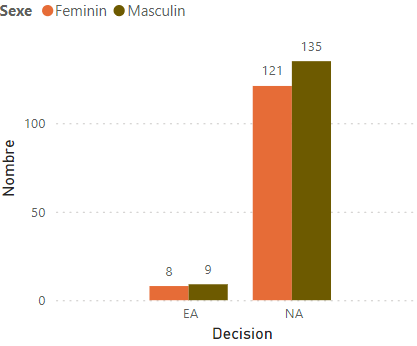 Sexe Feminin Masculin
135
121
100
Nombre
50
8
9
0
EA
NA
Decision